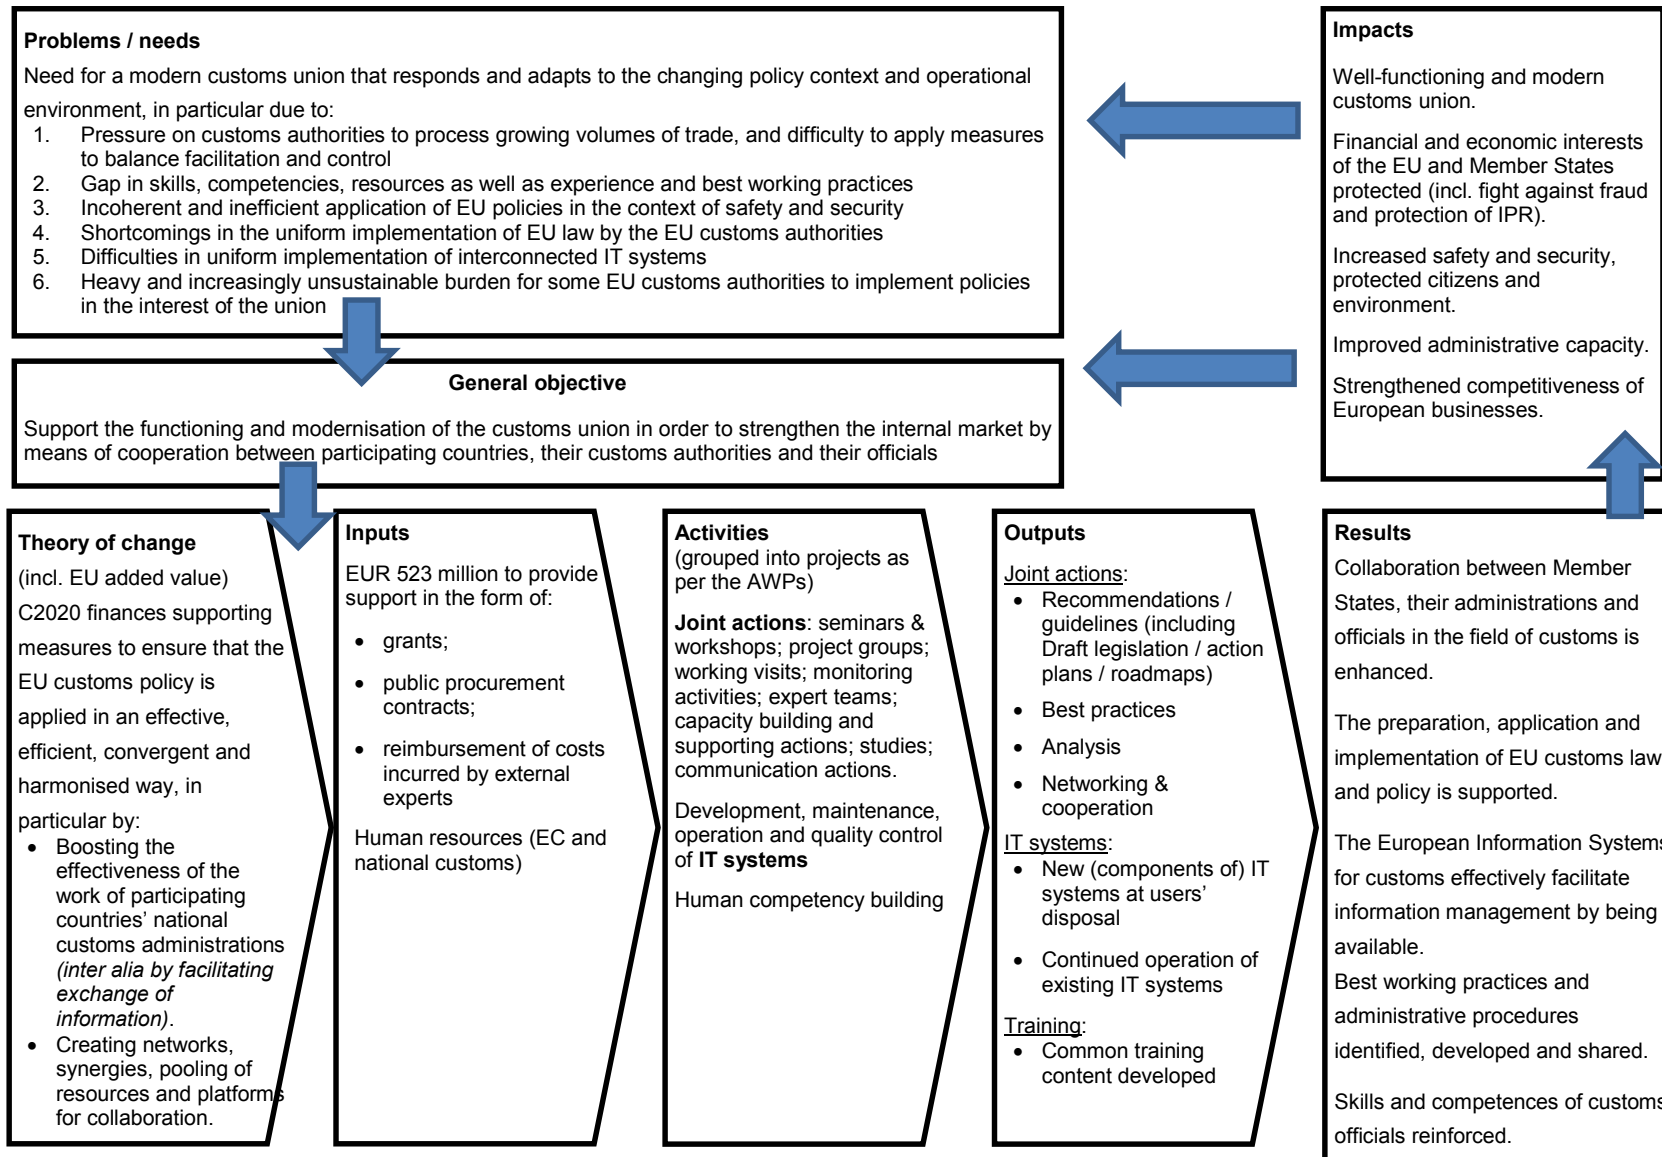 Problems / needs
Need for a modern customs union that responds and adapts to the changing policy context and operational
environment, in particular due to:
1. Pressure on customs authorities to process growing volumes of trade, and difficulty to apply measures
to balance facilitation and control
2. Gap in skills, competencies, resources as well as experience and best working practices
3. Incoherent and inefficient application of EU policies in the context of safety and security
4. Shortcomings in the uniform implementation of EU law by the EU customs authorities
5. Difficulties in uniform implementation of interconnected IT systems
6. Heavy and increasingly unsustainable burden for some EU customs authorities to implement policies
in the interest of the union
General objective
Support the functioning and modernisation of the customs union in order to strengthen the internal market by
means of cooperation between participating countries, their customs authorities and their officials
Impacts
Well-functioning and modern
customs union.
Financial and economic interests
of the EU and Member States
protected (incl. fight against fraud
and protection of IPR).
Increased safety and security,
protected citizens and
environment.
Improved administrative capacity.
Strengthened competitiveness of
European businesses.
Theory of change
(incl. EU added value)
C2020 finances supporting
measures to ensure that the
EU customs policy is
applied in an effective,
efficient, convergent and
harmonised way, in
particular by:
• Boosting the
effectiveness of the
work of participating
countries’ national
customs administrations
(inter alia by facilitating
exchange of
information).
• Creating networks,
synergies, pooling of
resources and platforms
for collaboration.
Inputs
EUR 523 million to provide
support in the form of:
• grants;
• public procurement
contracts;
• reimbursement of costs
incurred by external
experts
Human resources (EC and
national customs)
Activities
(grouped into projects as
per the AWPs)
Joint actions: seminars &
workshops; project groups;
working visits; monitoring
activities; expert teams;
capacity building and
supporting actions; studies;
communication actions.
Development, maintenance,
operation and quality control
of IT systems
Human competency building
Outputs
Joint actions:
• Recommendations /
guidelines (including
Draft legislation / action
plans / roadmaps)
• Best practices
• Analysis
• Networking &
cooperation
IT systems:
• New (components of) IT
systems at users’
disposal
• Continued operation of
existing IT systems
Training:
• Common training
content developed
Results
Collaboration between Member
States, their administrations and
officials in the field of customs is
enhanced.
The preparation, application and
implementation of EU customs law
and policy is supported.
The European Information Systems
for customs effectively facilitate
information management by being
available.
Best working practices and
administrative procedures
identified, developed and shared.
Skills and competences of customs
officials reinforced.